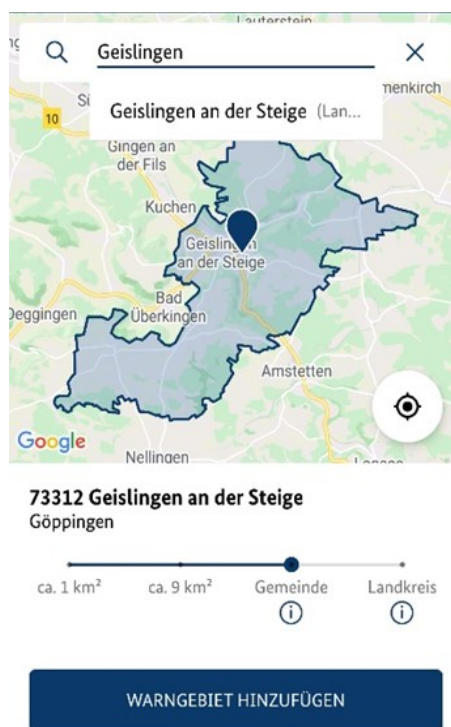 Lauterstein
Geislingen
menkirch
Geislingen an der Steige (Lan...
10
Gingen an
der Fils
Kuchen
Geislingen
an der Steige
Bad
Überkingen
Deggingen
Amstetten
Google
Nellingen
73312 Geislingen an der Steige
Göppingen
ca. 1 km² ca. 9 km² Gemeinde Landkreis
WARNGEBIET HINZUFÜGEN